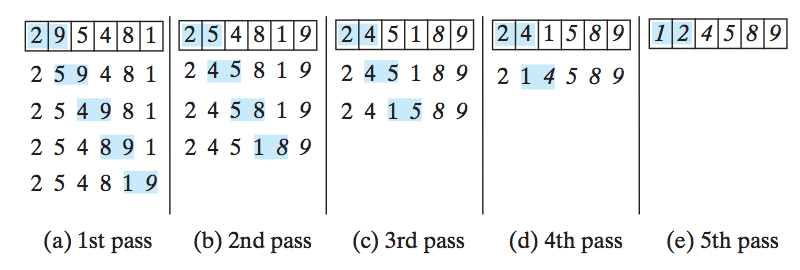 2 9 5 4 8 1
2 5 9 4 8 1
2 5 4 9 8 1
2 5 4 8 9 1
2 5 4 8 1 9
(a) 1st pass
2 5 4 8 1 9
2 4 5 8 1 9
2 4 5 8 1 9
2 4 5 1 8 9
(b) 2nd pass
2 4 5 1 8 9
2 4 5 1 8 9
2 4 1 5 8 9
(c) 3rd pass
2 4 1 5 8 9
2 1 4 5 8 9
(d) 4th pass
1 2 4 5 8 9
(e) 5th pass